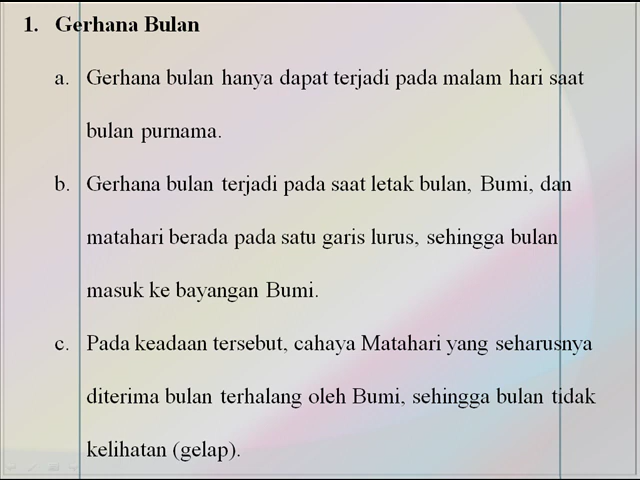 1. Gerhana Bulan
a. Gerhana bulan hanya dapat terjadi pada malam hari saat
bulan purnama.
b. Gerhana bulan terjadi pada saat letak bulan, Bumi, dan
matahari berada pada satu garis lurus, sehingga bulan
masuk ke bayangan Bumi.
c. Pada keadaan tersebut, cahaya Matahari yang seharusnya
diterima bulan terhalang oleh Bumi, sehingga bulan tidak
kelihatan (gelap).